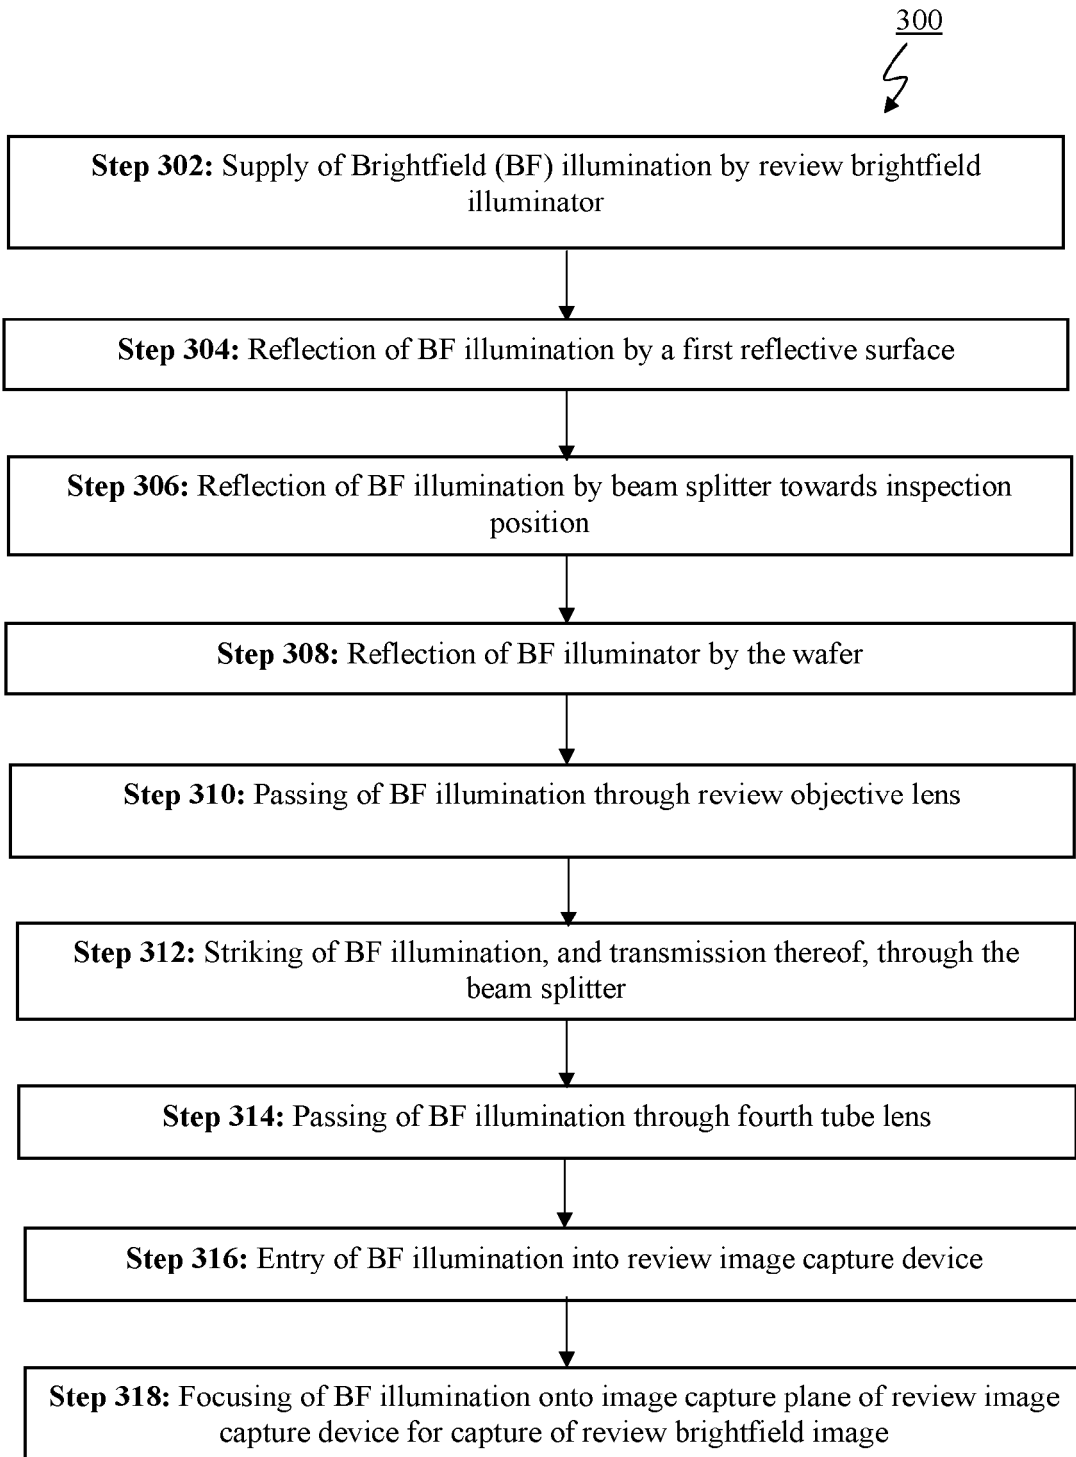 300
Step 302: Supply of Brightfield (BF) illumination by review brightfield
illuminator
Step 304: Reflection of BF illumination by a first reflective surface
Step 306: Reflection of BF illumination by beam splitter towards inspection
position
Step 308: Reflection of BF illuminator by the wafer
Step 310: Passing of BF illumination through review objective lens
Step 312: Striking of BF illumination, and transmission thereof, through the
beam splitter
Step 314: Passing of BF illumination through fourth tube lens
Step 316: Entry of BF illumination into review image capture device
Step 318: Focusing of BF illumination onto image capture plane of review image
capture device for capture of review brightfield image